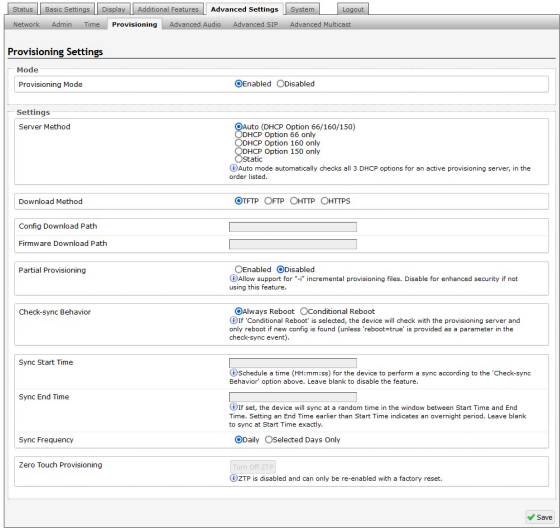 Status Basic Settings Display Additional Features Advanced Settings System Logout
Network Admin Time Provisioning Advanced Audio Advanced SIP Advanced Multicast
Provisioning Settings
Mode
Provisioning Mode Enabled Disabled
Settings
Server Method Auto (DHCP Option 66/160/150)
DHCP Option 66 only
DHCP Option 160 only
DHCP Option 150 only
Static
Auto mode automatically checks all 3 DHCP options for an active provisioning server, in the
order listed.
Download Method TFTP FTP HTTP HTTPS
Config Download Path
Firmware Download Path
Partial Provisioning Enabled Disabled
Allow support for "-i" incremental provisioning files. Disable for enhanced security if not
using this feature.
Check-sync Behavior Always Reboot Conditional Reboot
If 'Conditional Reboot' is selected, the device will check with the provisioning server and
only reboot if new config is found (unless 'reboot=true' is provided as a parameter in the
check-sync event).
Sync Start Time
Schedule a time (HH:mm:ss) for the device to perform a sync according to the 'Check-sync
Behavior' option above. Leave blank to disable the feature.
Sync End Time
If set, the device will sync at a random time in the window between Start Time and End
Time. Setting an End Time earlier than Start Time indicates an overnight period. Leave blank
to sync at Start Time exactly.
Sync Frequency Daily Selected Days Only
Zero Touch Provisioning Turn Off ZTP
ZTP is disabled and can only be re-enabled with a factory reset.
Save